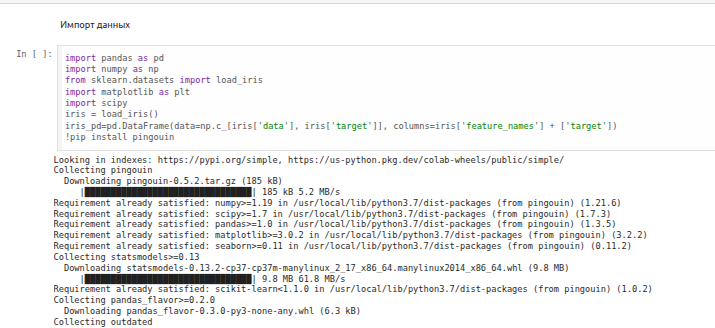 Импорт данных
In [ ]:
import pandas as pd
import numpy as np
from sklearn.datasets import load_iris
import matplotlib as plt
import scipy
iris = load_iris()
iris_pd=pd.DataFrame(data=np.c_[iris['data'], iris['target']], columns=iris['feature_names'] + ['target'])
!pip install pingouin
Looking in indexes: https://pypi.org/simple, https://us-python.pkg.dev/colab-wheels/public/simple/
Collecting pingouin
Downloading pingouin-0.5.2.tar.gz (185 kB)
|████████████████████████████████| 185 kB 5.2 MB/s
Requirement already satisfied: numpy>=1.19 in /usr/local/lib/python3.7/dist-packages (from pingouin) (1.21.6)
Requirement already satisfied: scipy>=1.7 in /usr/local/lib/python3.7/dist-packages (from pingouin) (1.7.3)
Requirement already satisfied: pandas>=1.0 in /usr/local/lib/python3.7/dist-packages (from pingouin) (1.3.5)
Requirement already satisfied: matplotlib>=3.0.2 in /usr/local/lib/python3.7/dist-packages (from pingouin) (3.2.2)
Requirement already satisfied: seaborn>=0.11 in /usr/local/lib/python3.7/dist-packages (from pingouin) (0.11.2)
Collecting statsmodels>=0.13
Downloading statsmodels-0.13.2-cp37-cp37m-manylinux_2_17_x86_64.manylinux2014_x86_64.whl (9.8 MB)
|████████████████████████████████| 9.8 MB 61.8 MB/s
Requirement already satisfied: scikit-learn<1.1.0 in /usr/local/lib/python3.7/dist-packages (from pingouin) (1.0.2)
Collecting pandas_flavor>=0.2.0
Downloading pandas_flavor-0.3.0-py3-none-any.whl (6.3 kB)
Collecting outdated